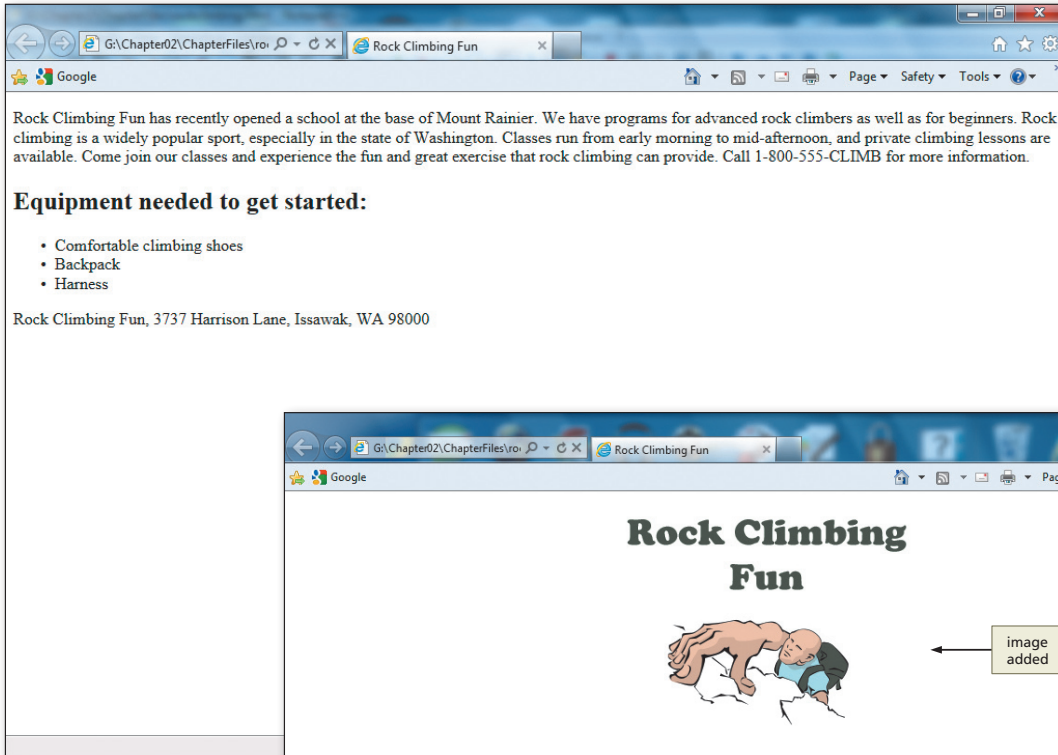 G:\Chapter02\ChapterFiles\ro
Rock Climbing Fun
Google
Page
Safety
Tools
Rock Climbing Fun has recently opened a school at the base of Mount Rainier. We have programs for advanced rock climbers as well as for beginners. Rock
climbing is a widely popular sport, especially in the state of Washington. Classes run from early morning to mid-afternoon, and private climbing lessons are
available. Come join our classes and experience the fun and great exercise that rock climbing can provide. Call 1-800-555-CLIMB for more information.
Equipment needed to get started:
• Comfortable climbing shoes
• Backpack
• Harness
Rock Climbing Fun, 3737 Harrison Lane, Issawak, WA 98000
G:\Chapter02\ChapterFiles\ro
Rock Climbing Fun
Google
Pag
Rock Climbing
Fun
image
added